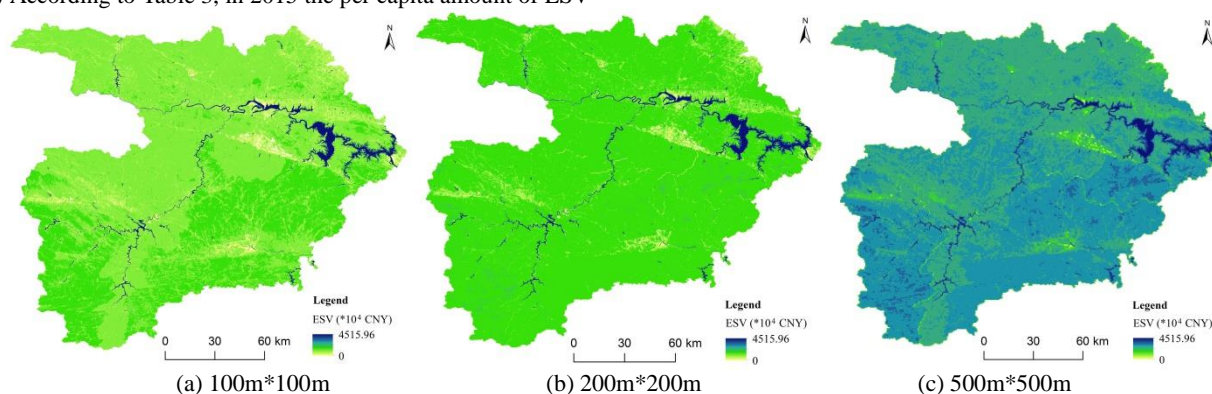 According to Table 3, in 2015 the per capita amount of ESV
N
N
N
Legend
ESV (*10⁴ CNY)
4515.96
0
0 30 60 km
Legend
ESV (*10⁴ CNY)
4515.96
0
0 30 60 km
Legend
ESV (*10⁴ CNY)
4515.96
0
0 30 60 km
(a) 100m*100m
(b) 200m*200m
(c) 500m*500m